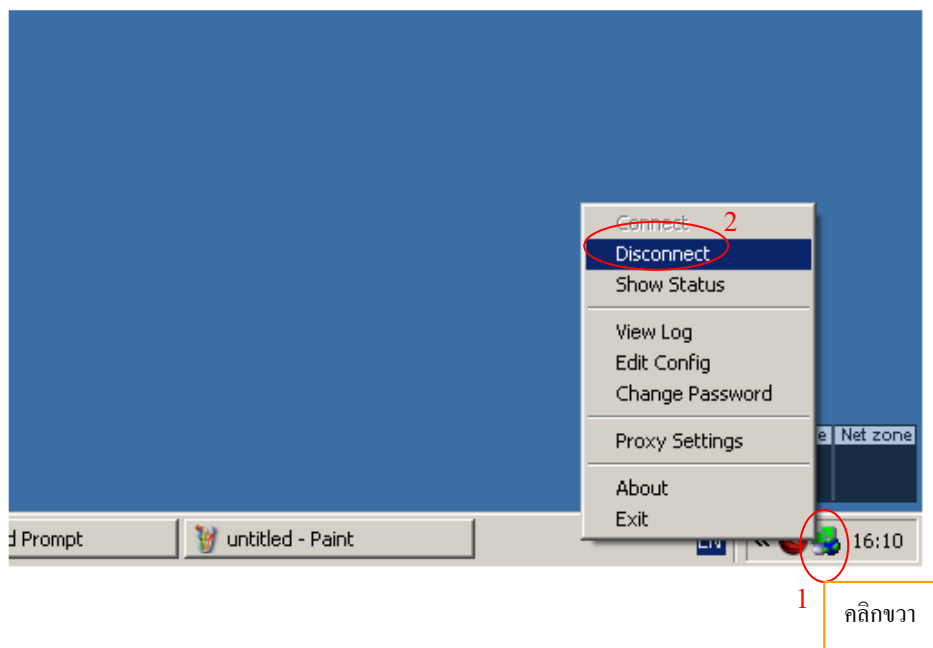 Connect 2
Disconnect
Show Status
View Log
Edit Config
Change Password
Proxy Settings
About
Exit
e Net zone
d Prompt
untitled - Paint
EN
«
16:10
1
คลิกขวา